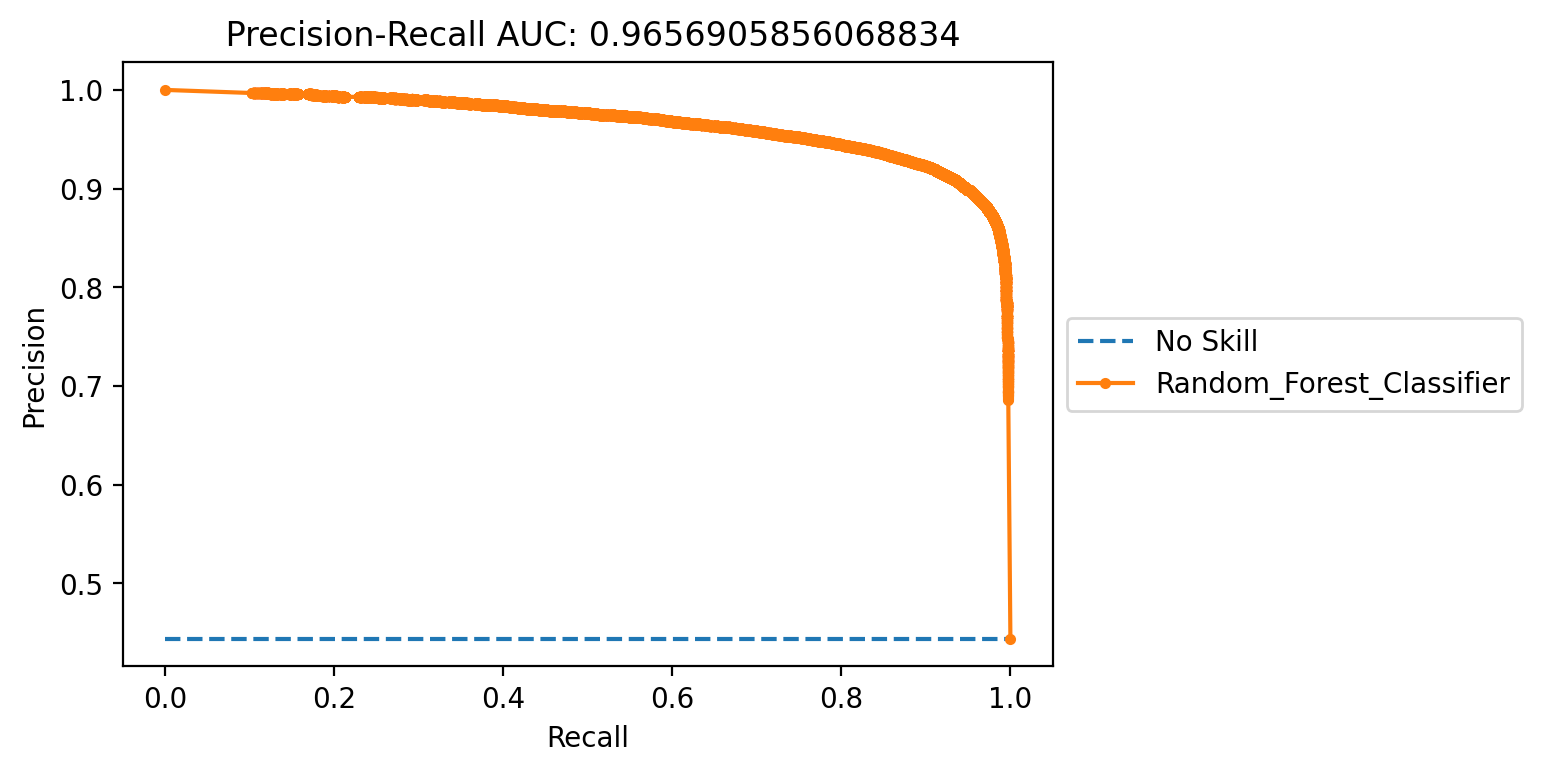 Precision-Recall AUC: 0.9656905856068834
1.0
0.9
0.8
0.7
0.6
0.5
Precision
0.0 0.2 0.4 0.6 0.8 1.0
Recall
No Skill
Random_Forest_Classifier